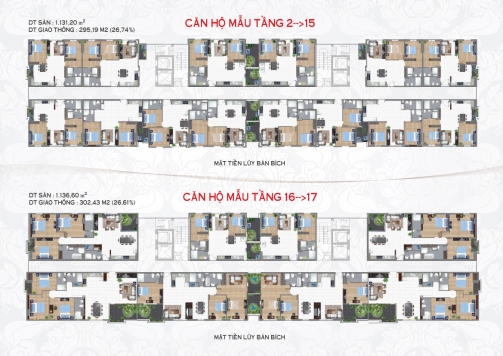 DT SÀN : 1.131,20 m²
DT GIAO THÔNG : 295,19 M2 (26,74%)
CĂN HỘ MẪU TẦNG 2-->15
MẶT TIỀN LŨY BÁN BÍCH
DT SÀN : 1.136,60 m²
DT GIAO THÔNG : 302,43 M2 (26,61%)
CĂN HỘ MẪU TẦNG 16-->17
MẶT TIỀN LŨY BÁN BÍCH